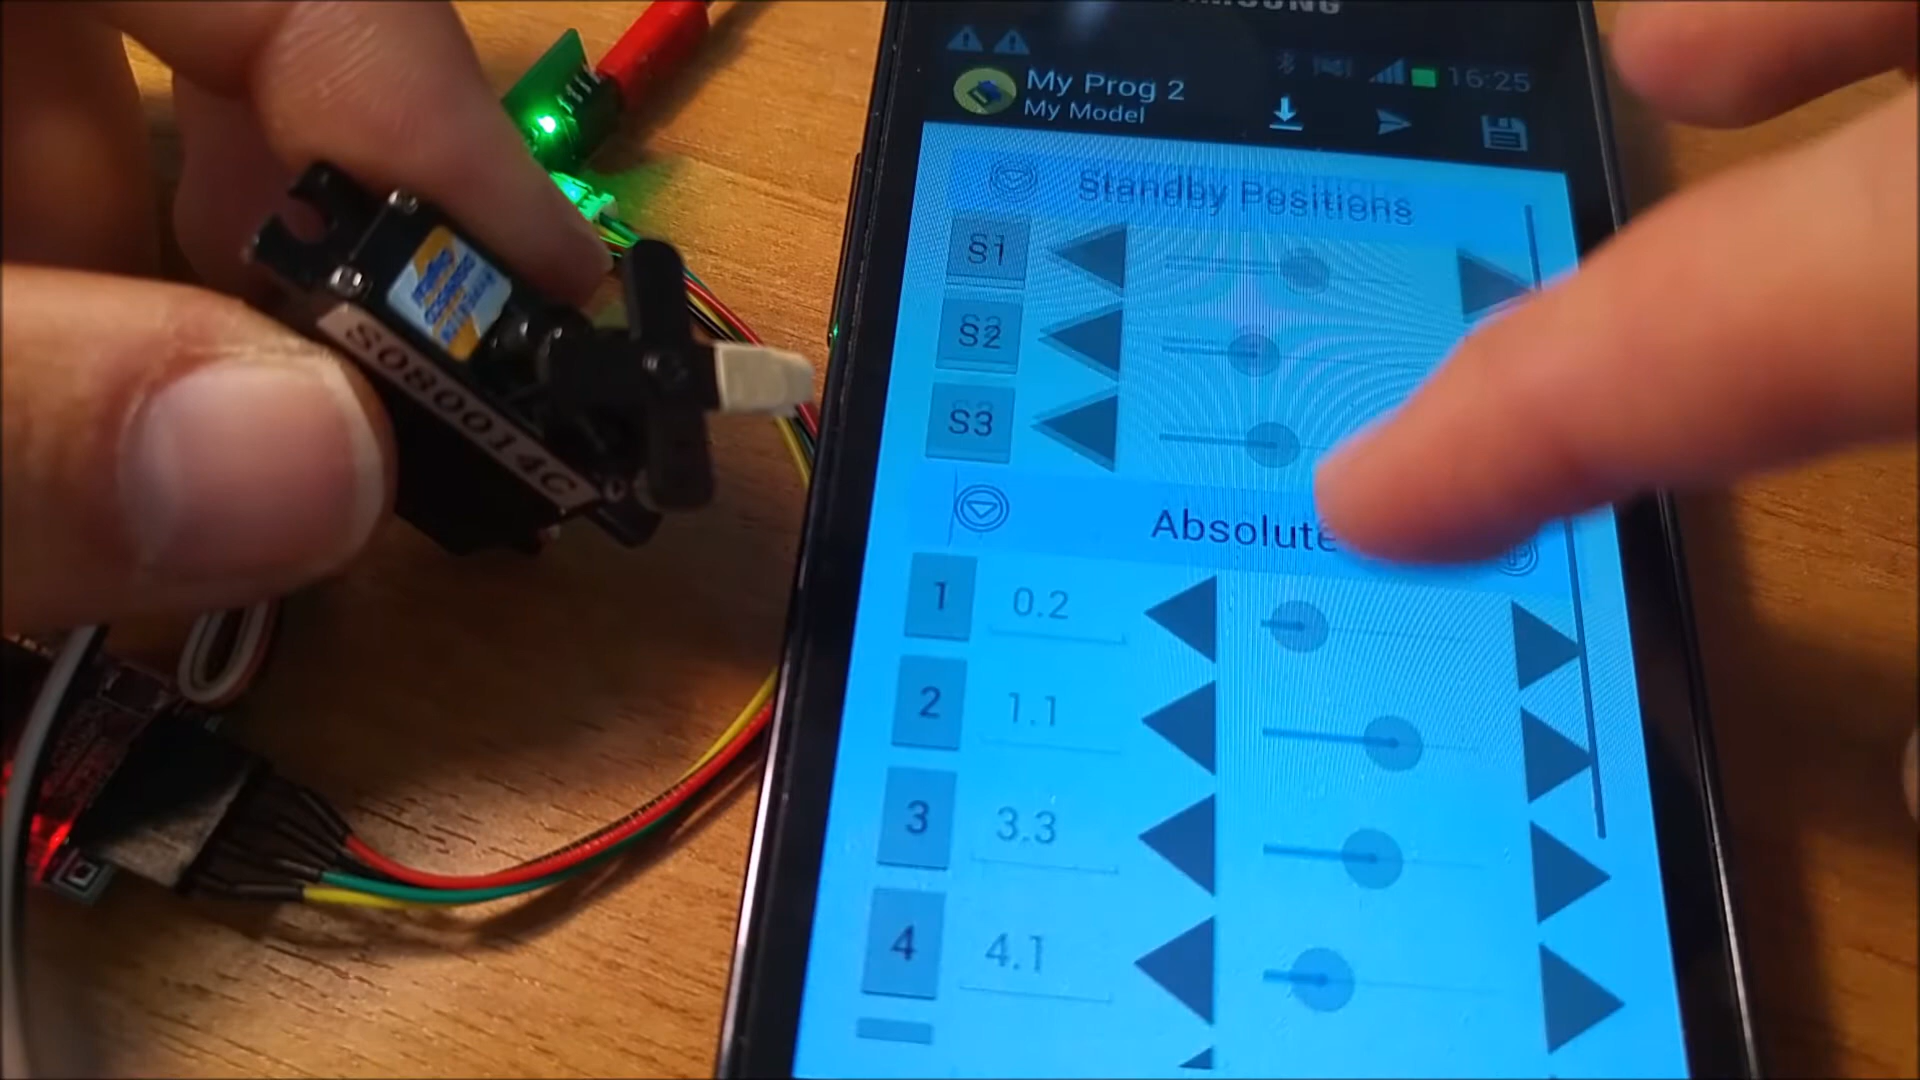 SAMSUNG
16:25
My Prog 2
My Model
Standby Positions
S1
S2
S3
Absolute
1 0.2
2 1.1
3 3.3
4 4.1
S080014C